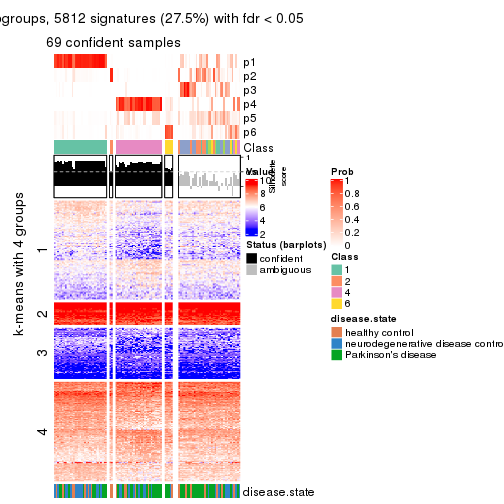 groups, 5812 signatures (27.5%) with fdr < 0.05
69 confident samples
p1
p2
p3
p4
p5
p6
Class
1
Silhouette
score
Value
10
8
6
4
2
Status (barplots)
confident
ambiguous
Prob
1
0.8
0.6
0.4
0.2
0
Class
1
2
4
6
disease.state
healthy control
neurodegenerative disease contro
Parkinson's disease
k-means with 4 groups
1
2
3
4
disease.state